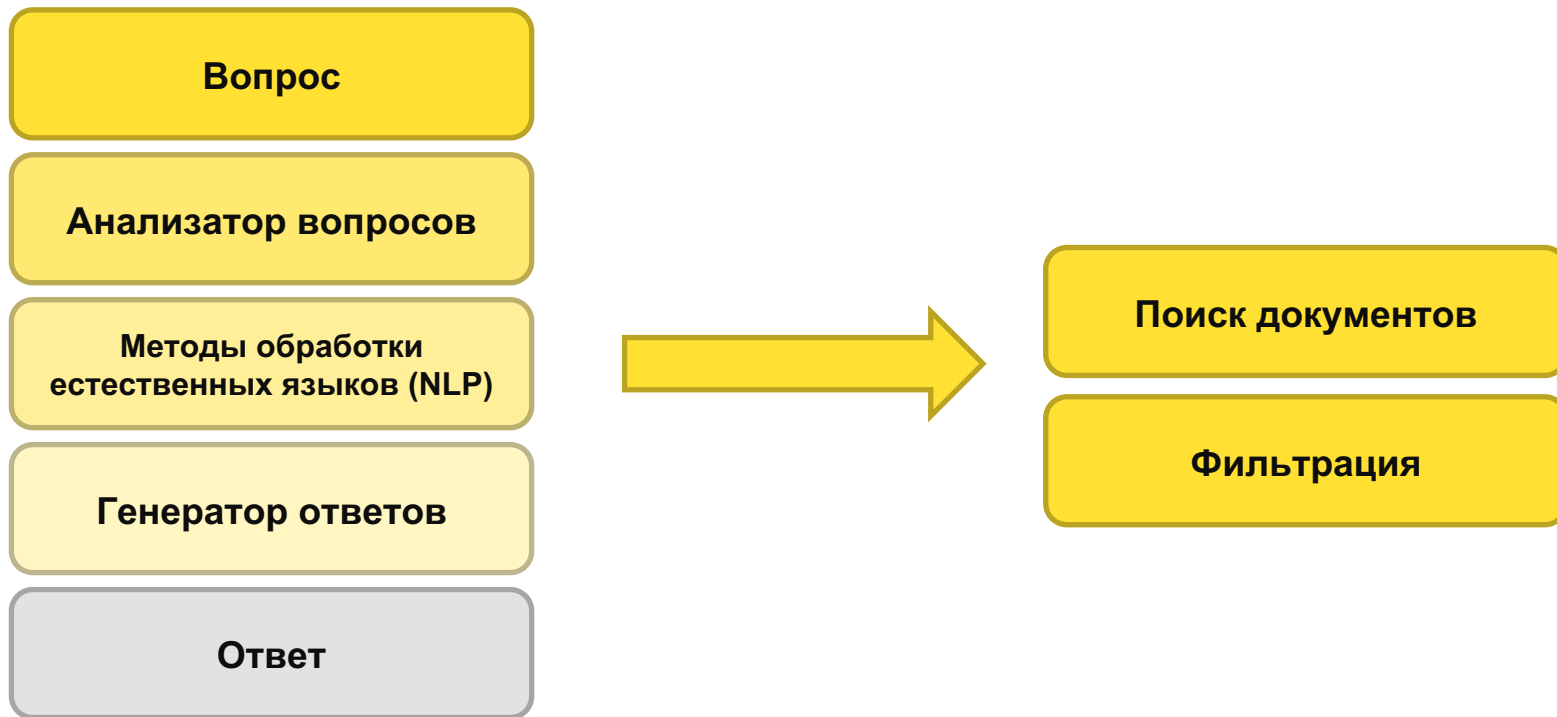 Вопрос
Анализатор вопросов
Методы обработки
естественных языков (NLP)
Генератор ответов
Ответ
Поиск документов
Фильтрация